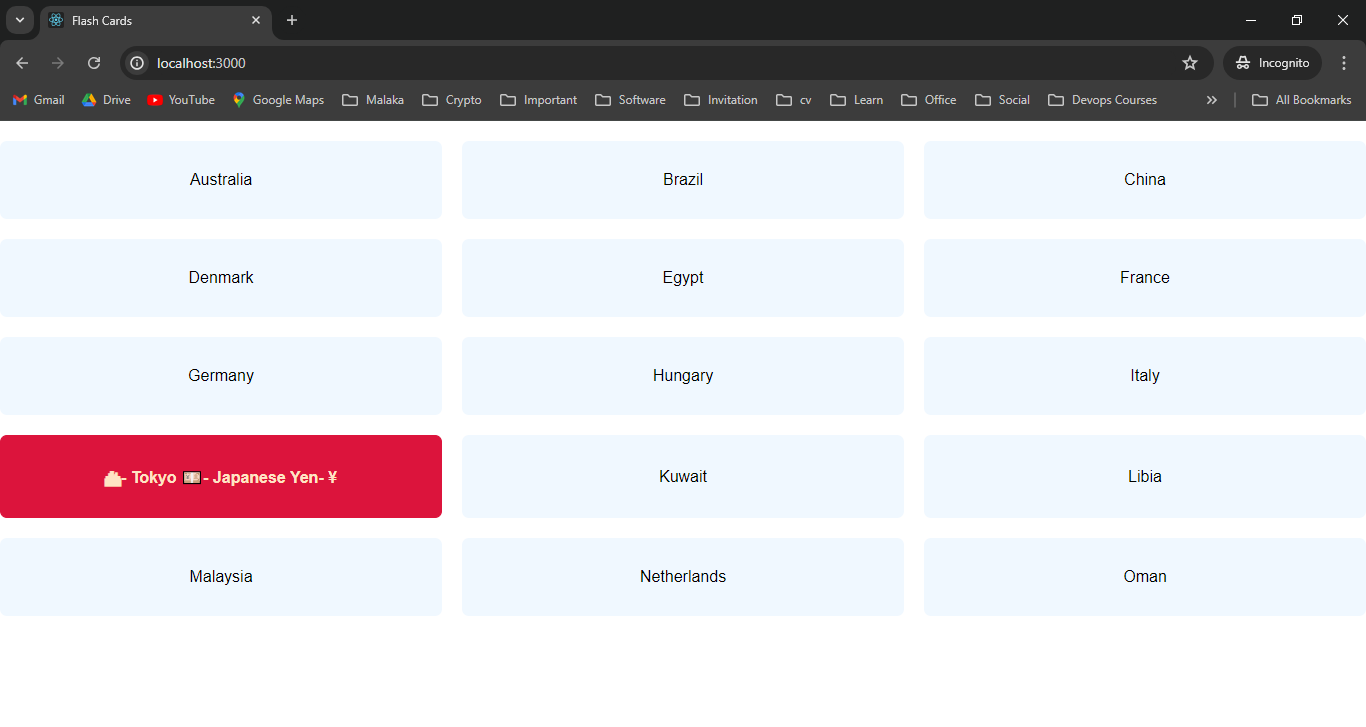 Flash Cards
localhost:3000
Incognito
Gmail Drive YouTube Google Maps Malaka Crypto Important Software Invitation cv Learn Office Social Devops Courses » All Bookmarks
Australia Brazil China
Denmark Egypt France
Germany Hungary Italy
- Tokyo 💴- Japanese Yen- ¥ Kuwait Libia
Malaysia Netherlands Oman